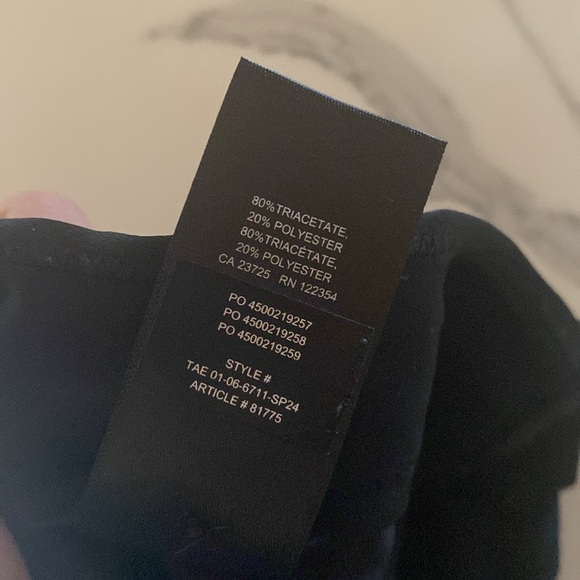 80% TRIACETATE,
20% POLYESTER
80% TRIACETATE,
20% POLYESTER
CA 23725 RN 122354
PO 4500219257
PO 4500219258
PO 4500219259
STYLE #
TAE 01-06-6711-SP24
ARTICLE # 81775